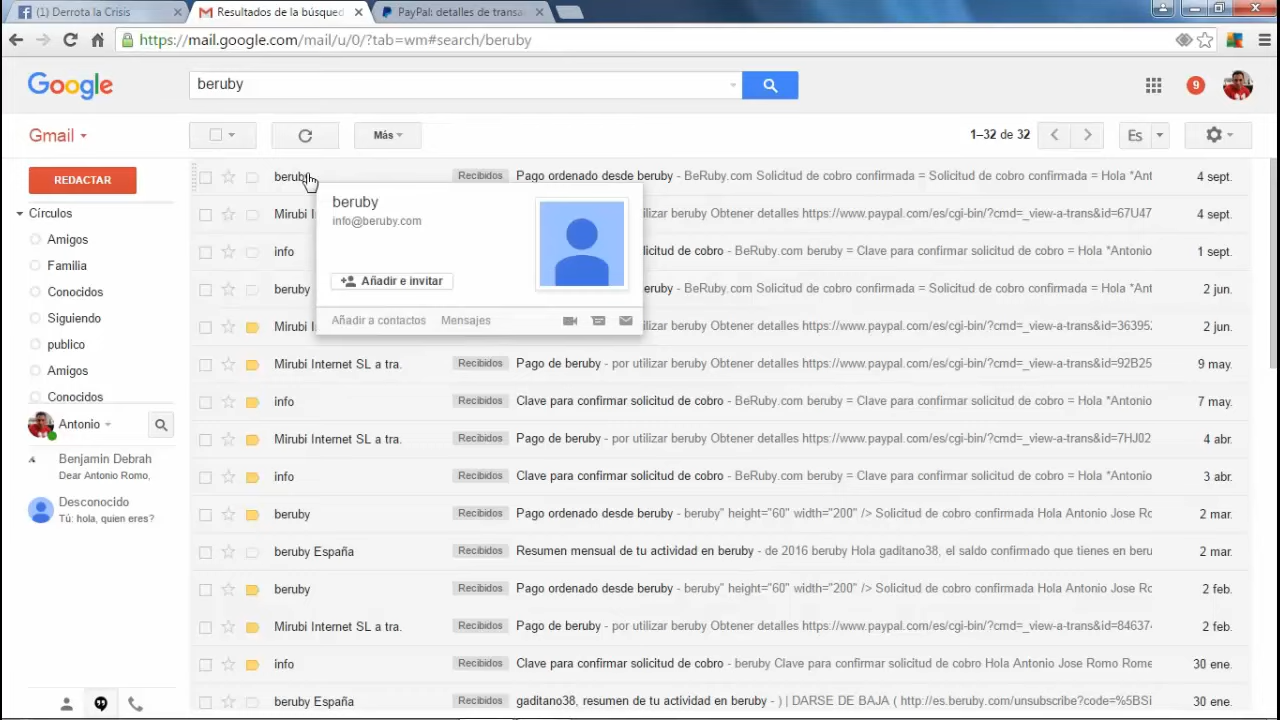 (1) Derrota la Crisis
Resultados de la búsqued
PayPal: detalles de transa
https://mail.google.com/mail/u/0/?tab=wm#search/beruby
Google
beruby
9
Gmail
Más
1–32 de 32
Es
REDACTAR
Círculos
Amigos
Familia
Conocidos
Siguiendo
publico
Amigos
Conocidos
Antonio
Benjamin Debrah
Dear Antonio Romo,
Desconocido
Tú: hola, quien eres?
beruby Recibidos Pago ordenado desde beruby - BeRuby.com Solicitud de cobro confirmada = Solicitud de cobro confirmada = Hola *Ant 4 sept.
Mirubi I utilizar beruby Obtener detalles https://www.paypal.com/es/cgi-bin/?cmd=_view-a-trans&id=67U47 4 sept.
info solicitud de cobro - BeRuby.com beruby = Clave para confirmar solicitud de cobro = Hola *Antonio 1 sept.
beruby de beruby - BeRuby.com Solicitud de cobro confirmada = Solicitud de cobro confirmada = Hola *Ant 2 jun.
Mirubi I utilizar beruby Obtener detalles https://www.paypal.com/es/cgi-bin/?cmd=_view-a-trans&id=363952 2 jun.
beruby
info@beruby.com
Añadir e invitar
Añadir a contactos Mensajes
Mirubi Internet SL a tra. Recibidos Pago de beruby - por utilizar beruby Obtener detalles https://www.paypal.com/es/cgi-bin/?cmd=_view-a-trans&id=92B25 9 may.
info Recibidos Clave para confirmar solicitud de cobro - BeRuby.com beruby = Clave para confirmar solicitud de cobro = Hola *Antonio 7 may.
Mirubi Internet SL a tra. Recibidos Pago de beruby - por utilizar beruby Obtener detalles https://www.paypal.com/es/cgi-bin/?cmd=_view-a-trans&id=7HJ02 4 abr.
info Recibidos Clave para confirmar solicitud de cobro - BeRuby.com beruby = Clave para confirmar solicitud de cobro = Hola *Antonio 3 abr.
beruby Recibidos Pago ordenado desde beruby - beruby" height="60" width="200" /> Solicitud de cobro confirmada Hola Antonio Jose Ro 2 mar.
beruby España Recibidos Resumen mensual de tu actividad en beruby - de 2016 beruby Hola gaditano38, el saldo confirmado que tienes en beru 2 mar.
beruby Recibidos Pago ordenado desde beruby - beruby" height="60" width="200" /> Solicitud de cobro confirmada Hola Antonio Jose Rc 2 feb.
Mirubi Internet SL a tra. Recibidos Pago de beruby - por utilizar beruby Obtener detalles https://www.paypal.com/es/cgi-bin/?cmd=_view-a-trans&id=84637 2 feb.
info Recibidos Clave para confirmar solicitud de cobro - beruby Clave para confirmar solicitud de cobro Hola Antonio Jose Romo Rome 30 ene.
beruby España Recibidos gaditano38, resumen de tu actividad en beruby - ) | DARSE DE BAJA ( http://es.beruby.com/unsubscribe?code=%5BSi 30 ene.